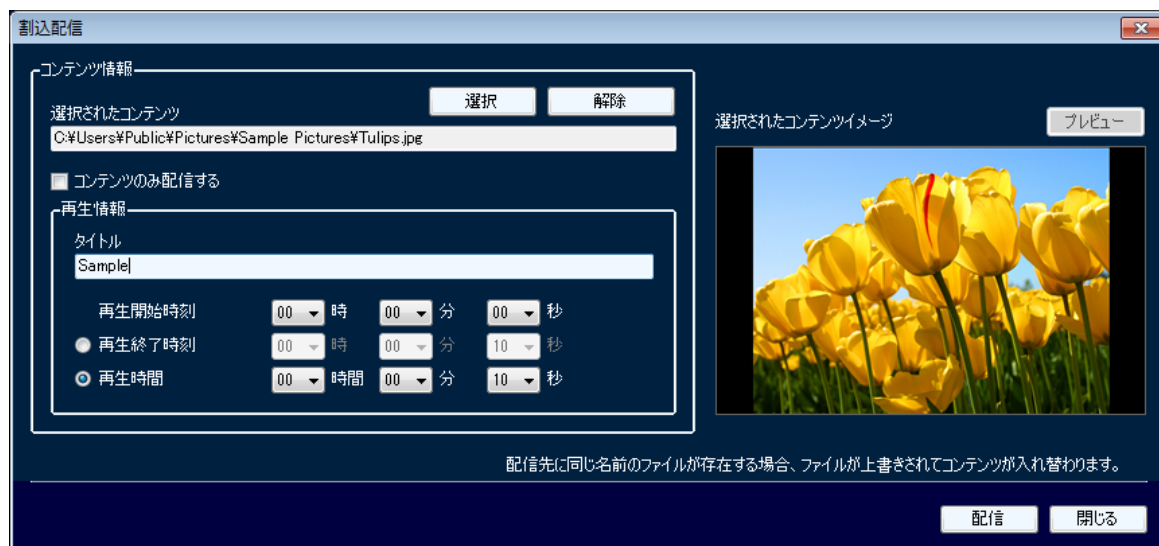 割込配信
コンテンツ情報
選択 解除
選択されたコンテンツ
C:¥Users¥Public¥Pictures¥Sample Pictures¥Tulips.jpg
コンテンツのみ配信する
再生情報
タイトル
Sample
再生開始時刻 00 時 00 分 00 秒
再生終了時刻 00 時 00 分 10 秒
再生時間 00 時間 00 分 10 秒
選択されたコンテンツイメージ プレビュー
配信先に同じ名前のファイルが存在する場合、ファイルが上書きされてコンテンツが入れ替わります。
配信 閉じる